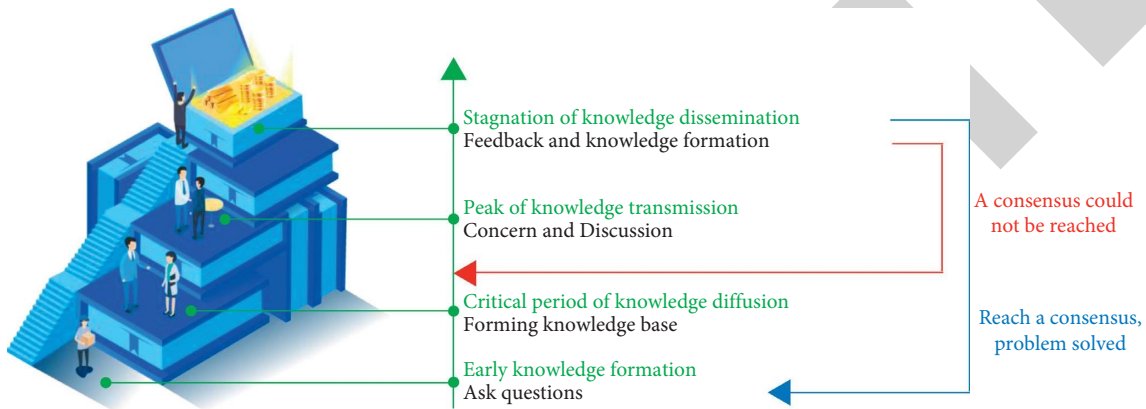 Stagnation of knowledge dissemination
Feedback and knowledge formation
Peak of knowledge transmission
Concern and Discussion
A consensus could
not be reached
Critical period of knowledge diffusion
Forming knowledge base
Reach a consensus,
problem solved
Early knowledge formation
Ask questions